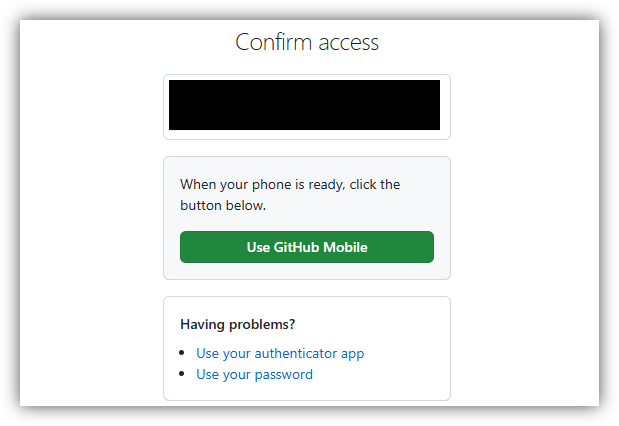 Confirm access
When your phone is ready, click the
button below.
Use GitHub Mobile
Having problems?
Use your authenticator app
Use your password